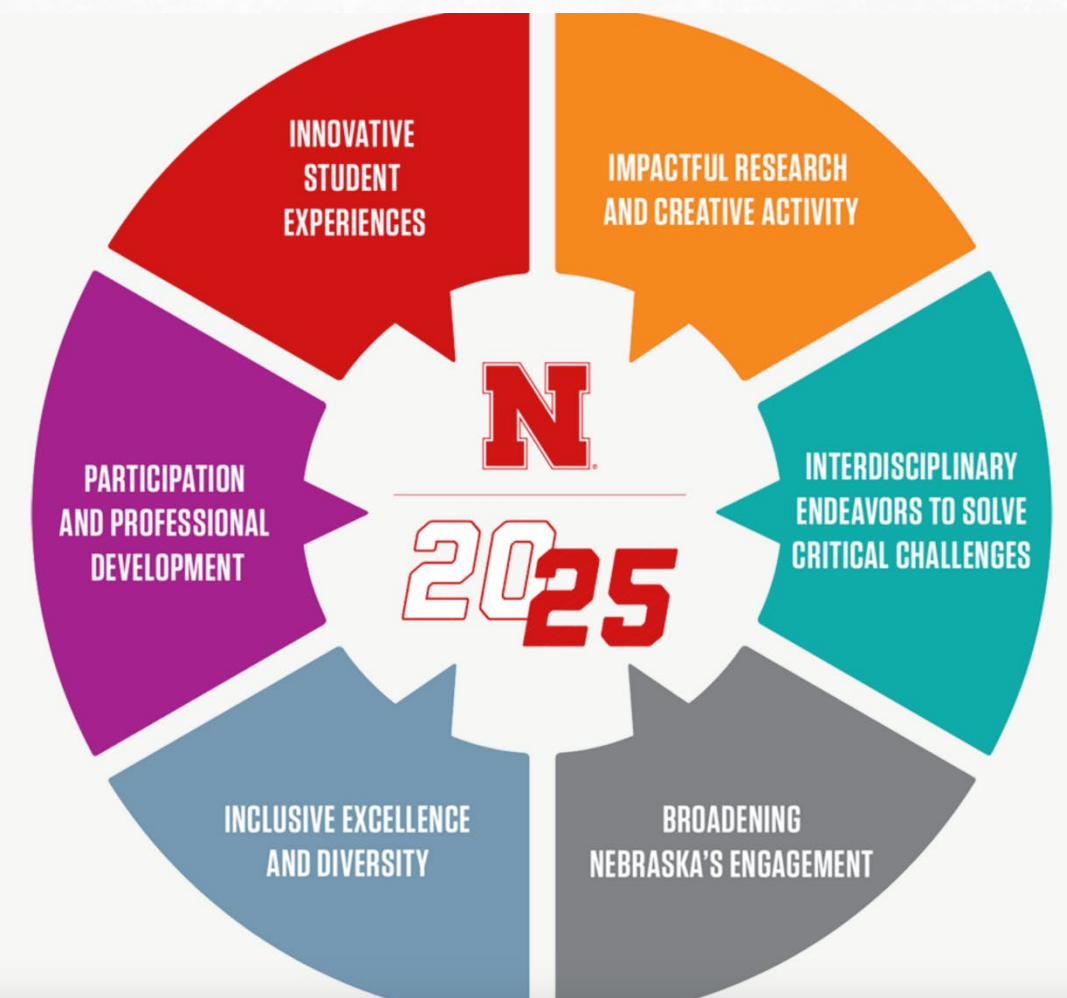 INNOVATIVE
STUDENT
EXPERIENCES
IMPACTFUL RESEARCH
AND CREATIVE ACTIVITY
INTERDISCIPLINARY
ENDEAVORS TO SOLVE
CRITICAL CHALLENGES
BROADENING
NEBRASKA'S ENGAGEMENT
INCLUSIVE EXCELLENCE
AND DIVERSITY
PARTICIPATION
AND PROFESSIONAL
DEVELOPMENT
N
2025